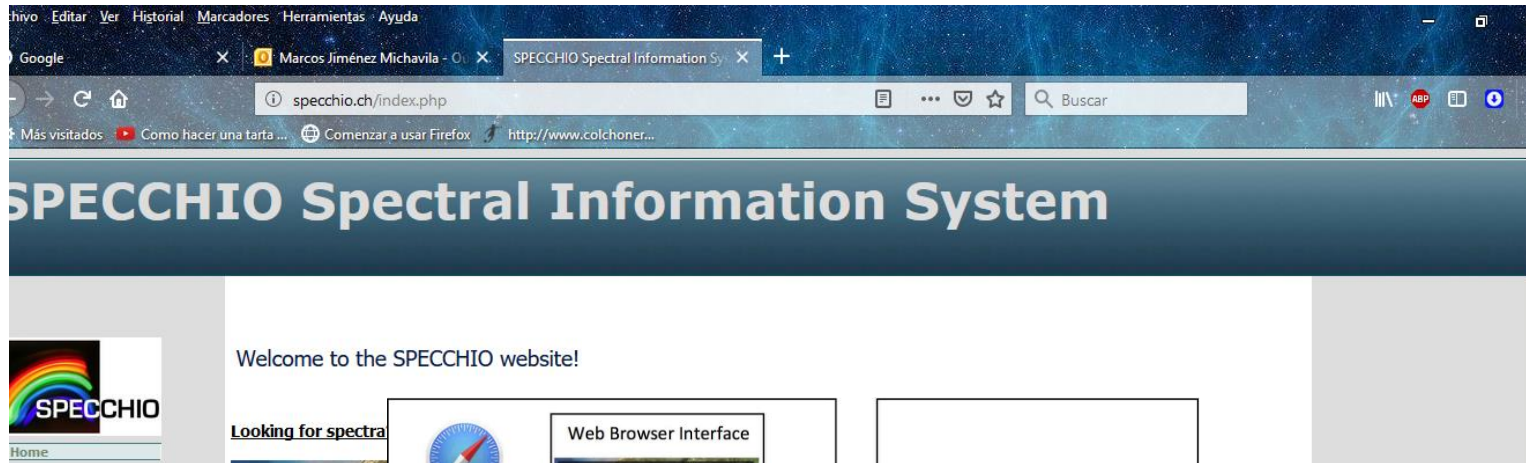 hivo Editar Ver Historial Marcadores Herramientas Ayuda
Google Marcos Jiménez Michavila - O SPECCHIO Spectral Information Sy
specchio.ch/index.php Buscar
Más visitados Como hacer una tarta ... Comenzar a usar Firefox http://www.colchoner...
SPECCHIO Spectral Information System
Welcome to the SPECCHIO website!
SPECCHIO
Looking for spectra
Web Browser Interface
Home